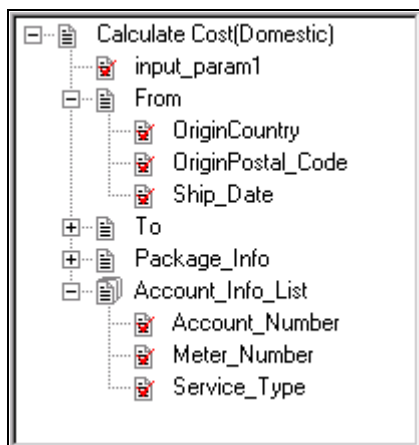 Calculate Cost(Domestic)
input_param1
From
OriginCountry
OriginPostal_Code
Ship_Date
To
Package_Info
Account_Info_List
Account_Number
Meter_Number
Service_Type